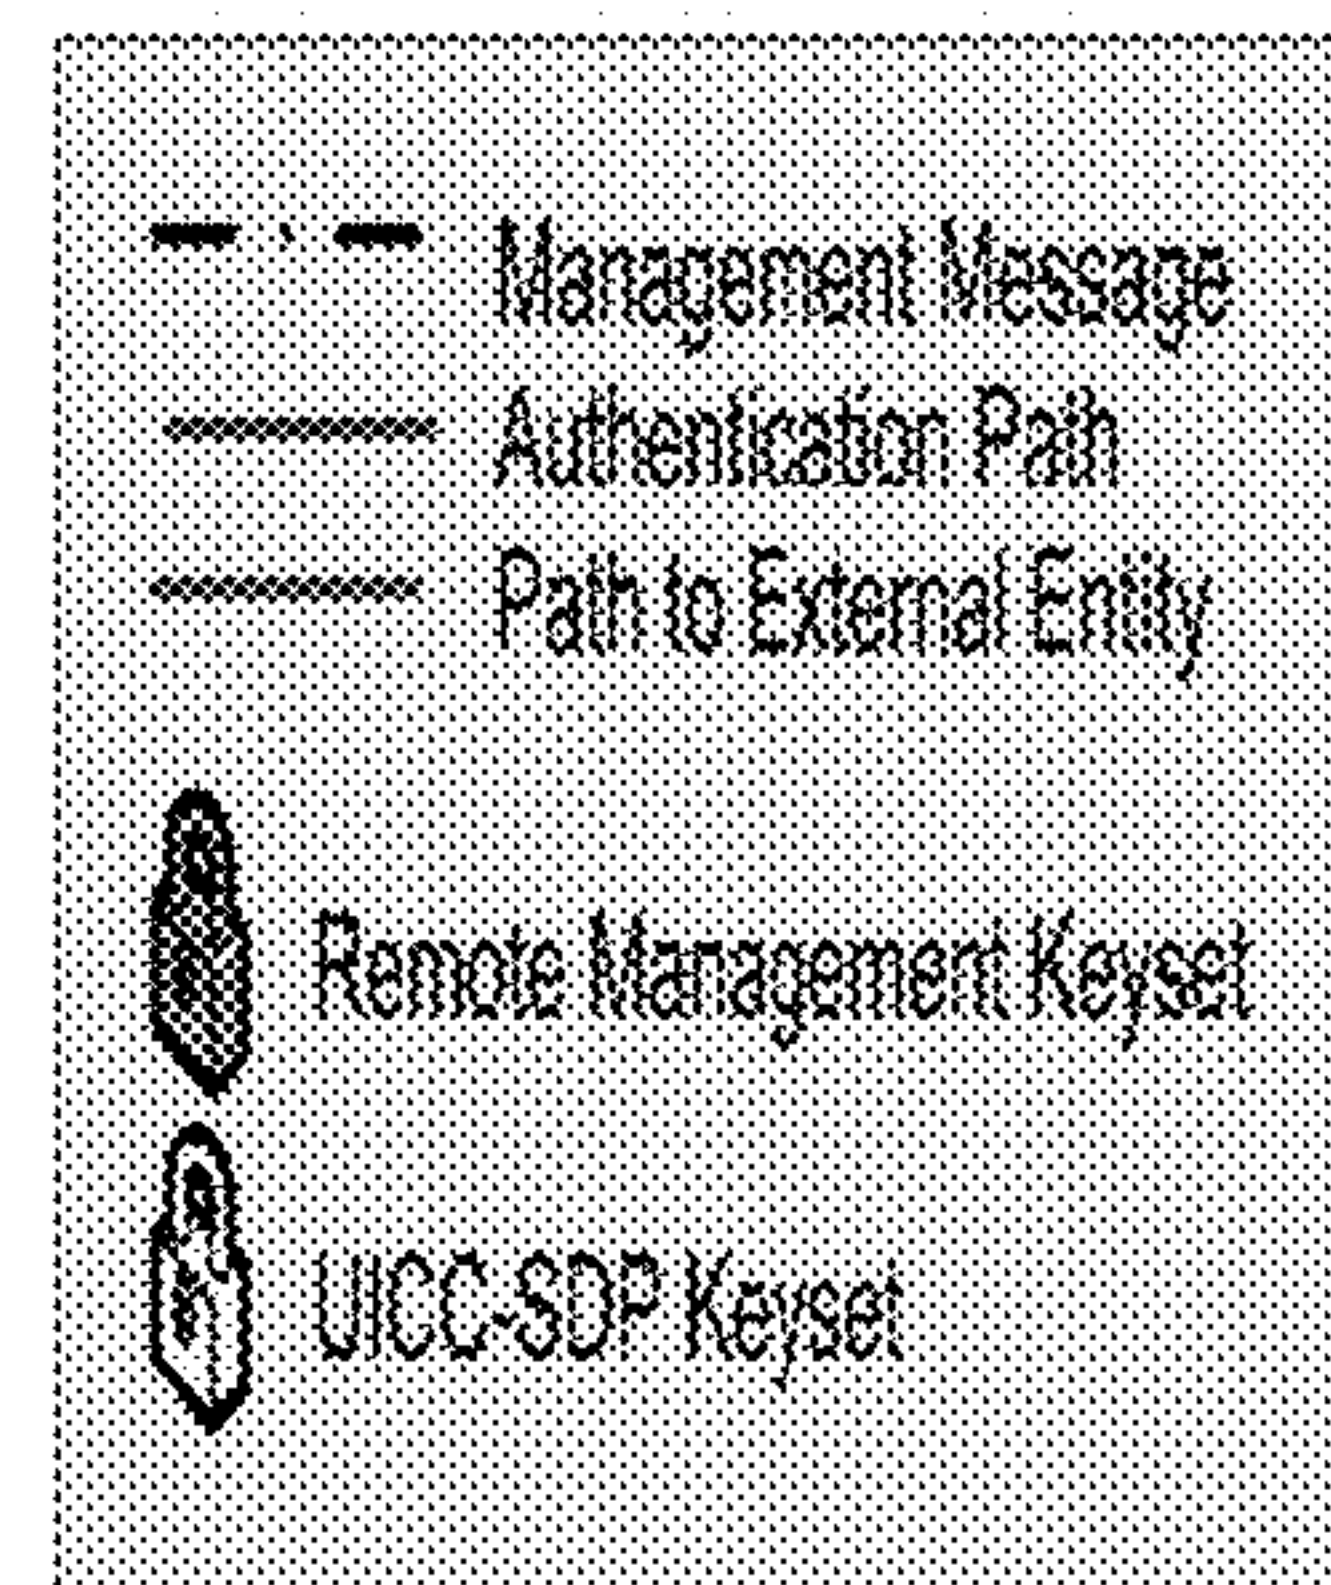 Management Message
Authentication Path
Path to External Entity
Remote Management Keyset
UICC-SDP Keyset